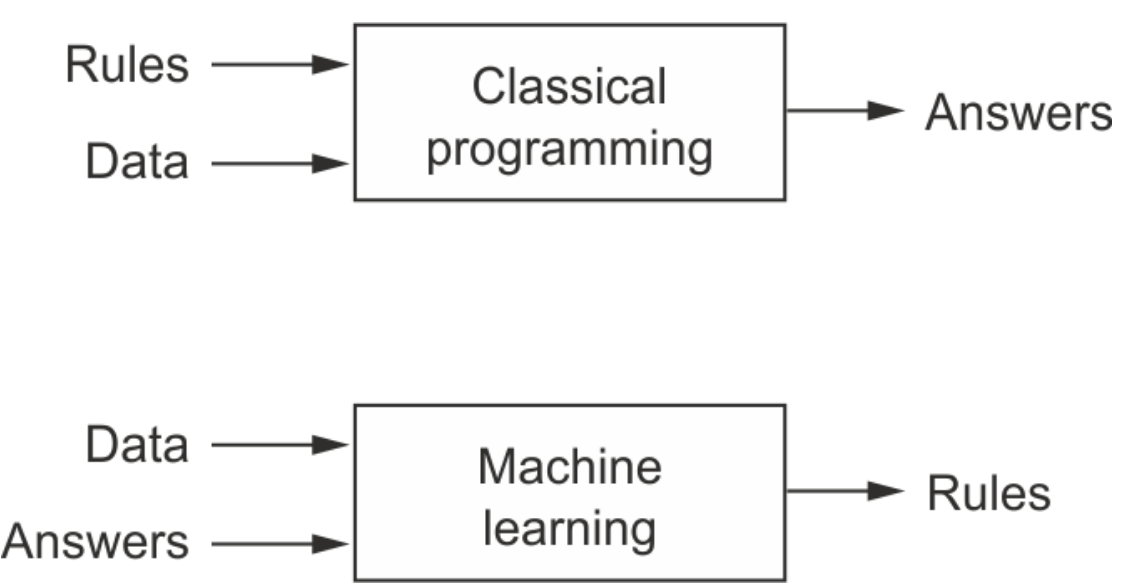 Rules
Data
Classical
programming
Answers
Data
Answers
Machine
learning
Rules